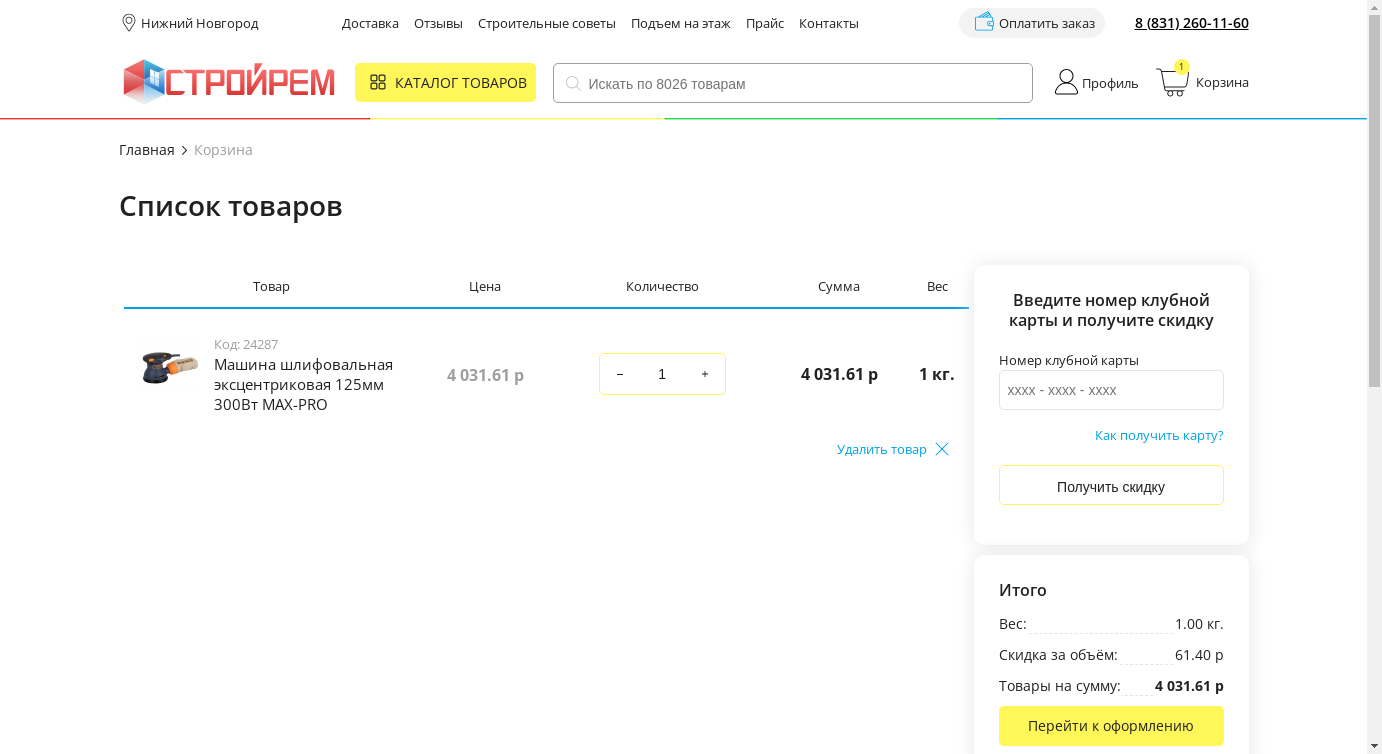 Нижний Новгород
Доставка Отзывы Строительные советы Подъем на этаж Прайс Контакты
Оплатить заказ
8 (831) 260-11-60
СТРОЙРЕМ
КАТАЛОГ ТОВАРОВ
Искать по 8026 товарам
Профиль
1
Корзина
Главная > Корзина
Список товаров
Товар Цена Количество Сумма Вес
Код: 24287
Машина шлифовальная
эксцентриковая 125мм
300Вт MAX-PRO
4 031.61 р
− 1 +
4 031.61 р
1 кг.
Удалить товар
Введите номер клубной
карты и получите скидку
Номер клубной карты
xxxx - xxxx - xxxx
Как получить карту?
Получить скидку
Итого
Вес: 1.00 кг.
Скидка за объём: 61.40 р
Товары на сумму: 4 031.61 р
Перейти к оформлению